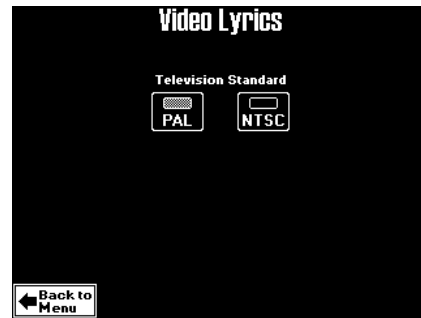 Video Lyrics
Television Standard
PAL NTSC
Back to
Menu